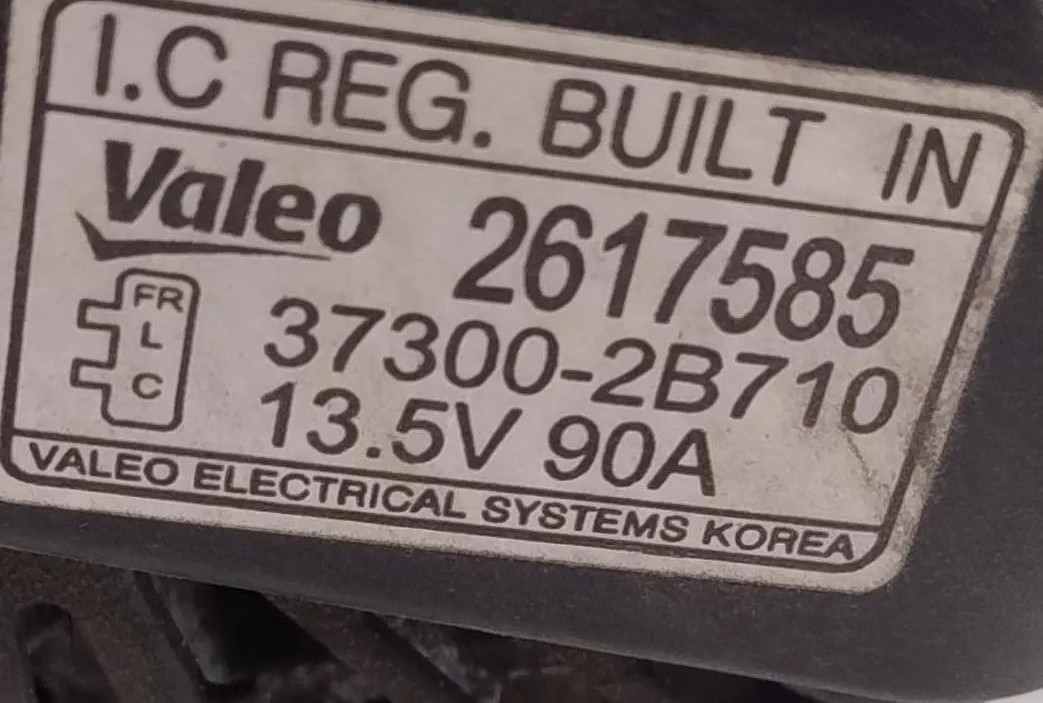 I.C REG. BUILT IN
Valeo 2617585
FR
L
C
37300-2B710
13.5V 90A
VALEO ELECTRICAL SYSTEMS KOREA